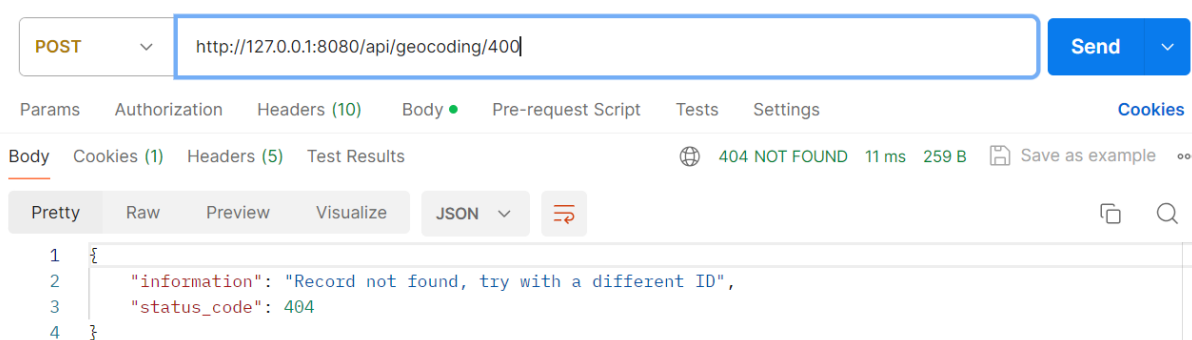 POST http://127.0.0.1:8080/api/geocoding/400 Send
Params Authorization Headers (10) Body Pre-request Script Tests Settings Cookies
Body Cookies (1) Headers (5) Test Results 404 NOT FOUND 11 ms 259 B Save as example
Pretty Raw Preview Visualize JSON
1 {
2 "information": "Record not found, try with a different ID",
3 "status_code": 404
4 }